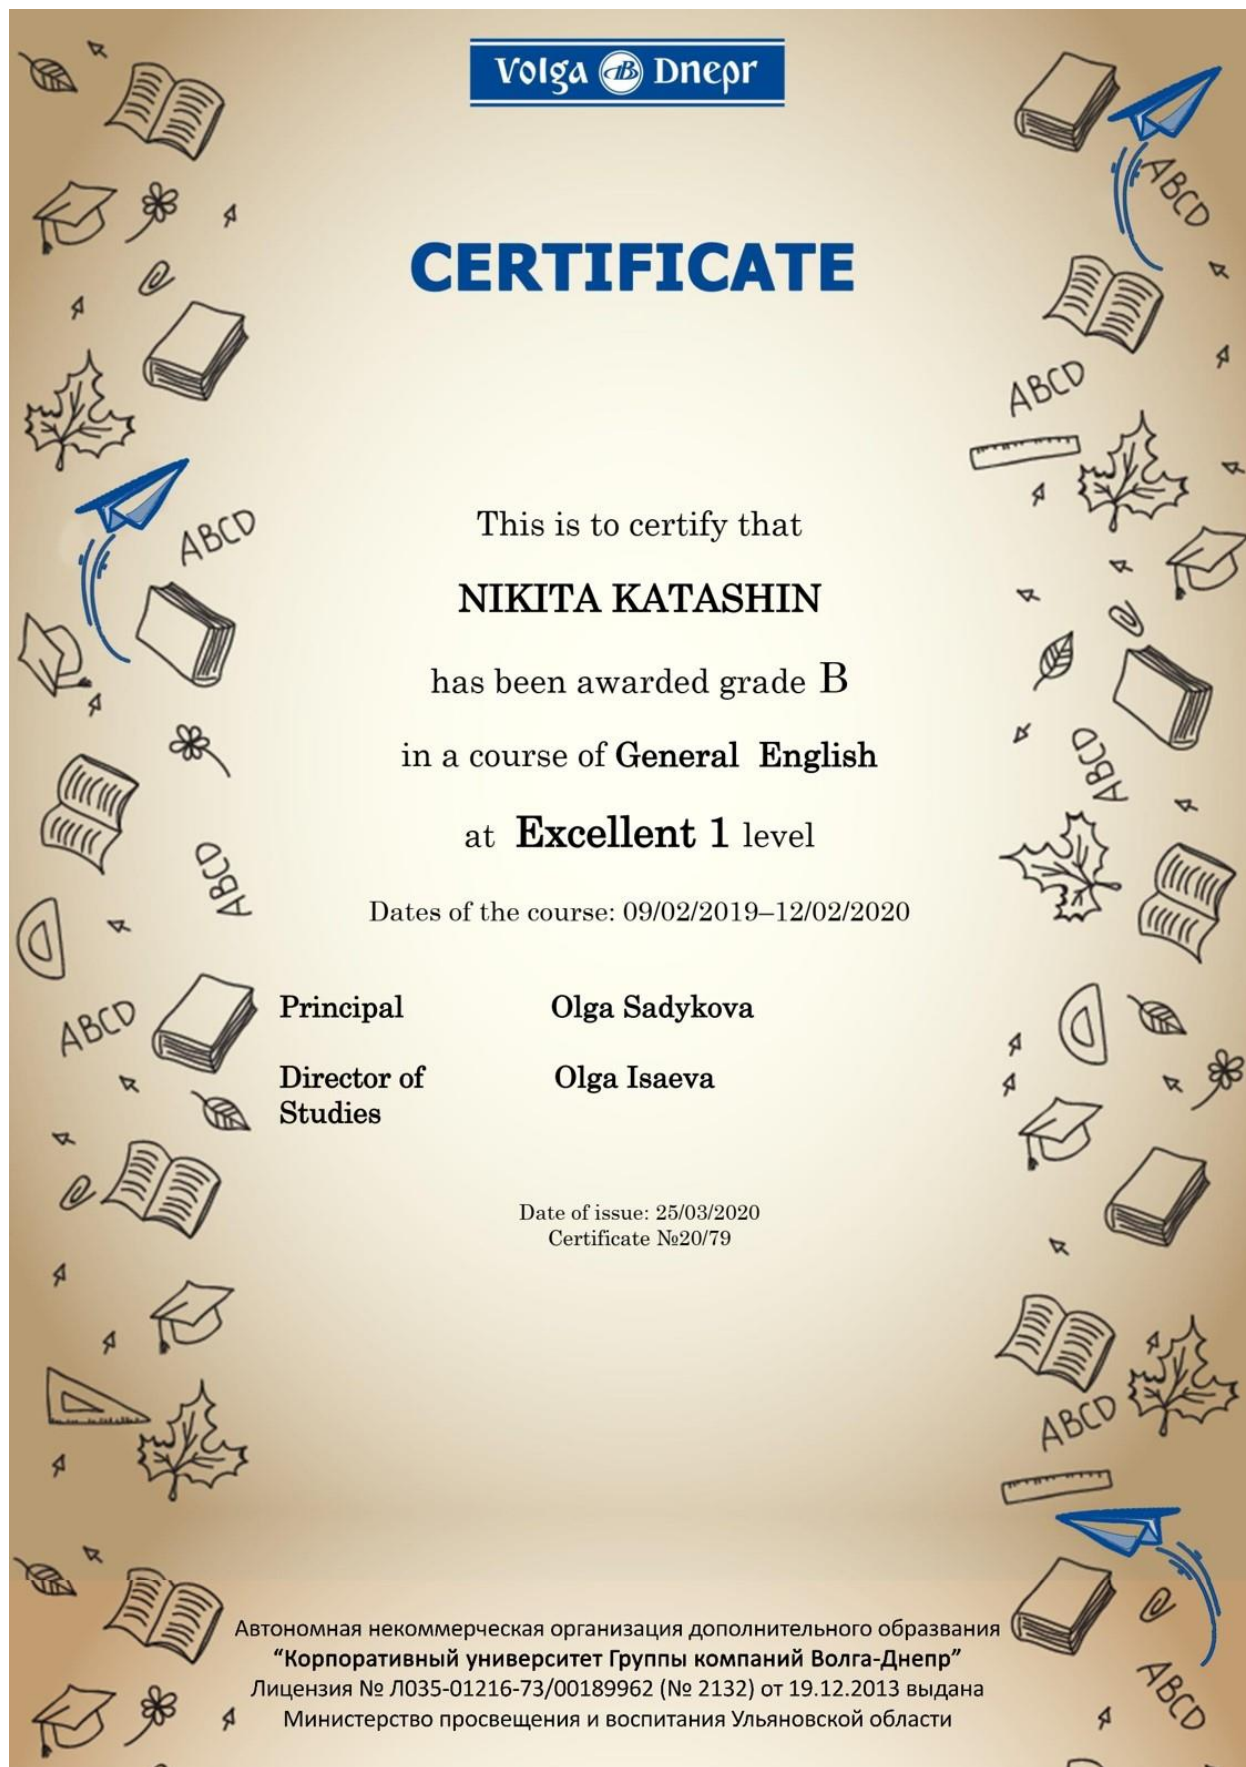 Volga Dnepr
CERTIFICATE
This is to certify that
NIKITA KATASHIN
has been awarded grade B
in a course of General English
at Excellent 1 level
Dates of the course: 09/02/2019–12/02/2020
Principal Olga Sadykova
Director of Studies Olga Isaeva
Date of issue: 25/03/2020
Certificate №20/79
Автономная некоммерческая организация дополнительного образвания
“Корпоративный университет Группы компаний Волга-Днепр”
Лицензия № Л035-01216-73/00189962 (№ 2132) от 19.12.2013 выдана
Министерство просвещения и воспитания Ульяновской области
ABCD
ABCD
ABCD
ABCD
ABCD
ABCD
ABCD
ABCD